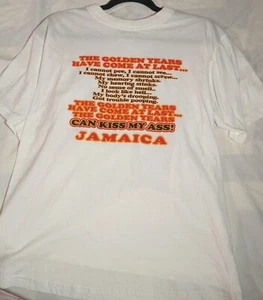 THE GOLDEN YEARS
HAVE COME AT LAST...
I cannot pee, I cannot see...
I cannot chew, I cannot screw...
My memory shrinks.
My hearing stinks.
No sense of smell...
I look like hell...
My body's drooping.
Got trouble pooping.
THE GOLDEN YEARS
HAVE COME AT LAST...
THE GOLDEN YEARS
CAN KISS MY ASS!
JAMAICA